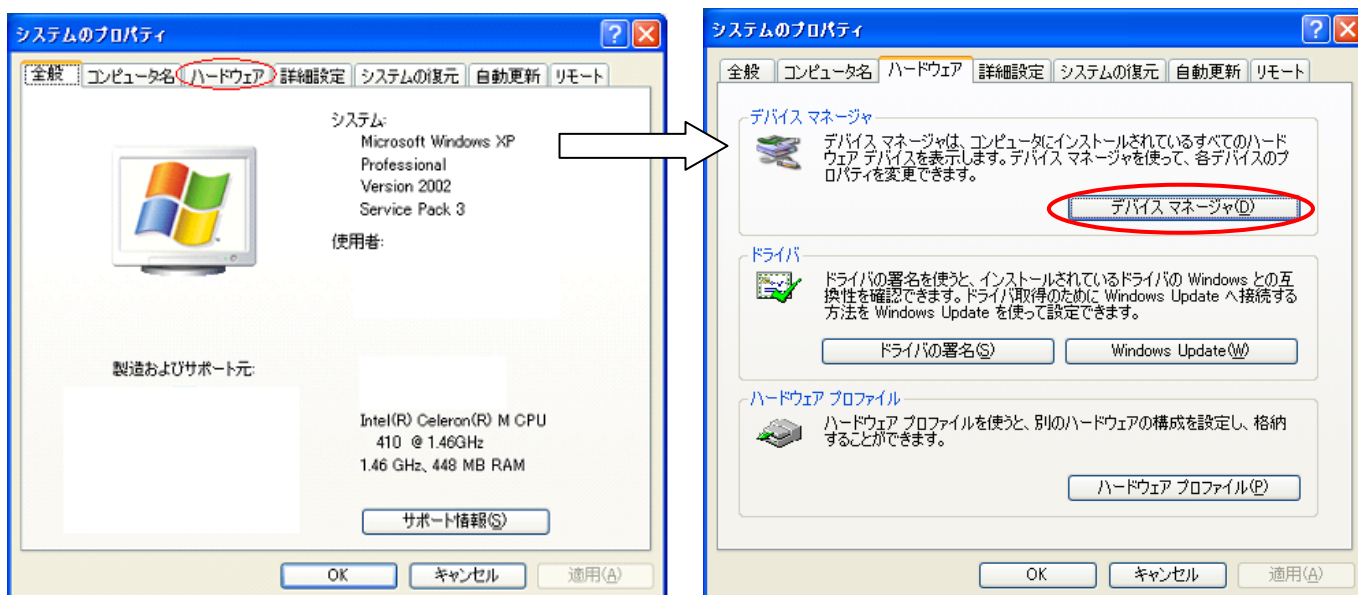 システムのプロパティ
全般 コンピュータ名 ハードウェア 詳細設定 システムの復元 自動更新 リモート
システム:
Microsoft Windows XP
Professional
Version 2002
Service Pack 3
使用者:
製造およびサポート元:
Intel(R) Celeron(R) M CPU
410 @ 1.46GHz
1.46 GHz、448 MB RAM
サポート情報(S)
OK キャンセル 適用(A)
システムのプロパティ
全般 コンピュータ名 ハードウェア 詳細設定 システムの復元 自動更新 リモート
デバイス マネージャ
デバイス マネージャは、コンピュータにインストールされているすべてのハード
ウェア デバイスを表示します。デバイス マネージャを使って、各デバイスのプ
ロパティを変更できます。
デバイス マネージャ(D)
ドライバ
ドライバの署名を使うと、インストールされているドライバの Windows との互
換性を確認できます。ドライバ取得のために Windows Update へ接続する
方法を Windows Update を使って設定できます。
ドライバの署名(S) Windows Update(W)
ハードウェア プロファイル
ハードウェア プロファイルを使うと、別のハードウェアの構成を設定し、格納
することができます。
ハードウェア プロファイル(P)
OK キャンセル 適用(A)